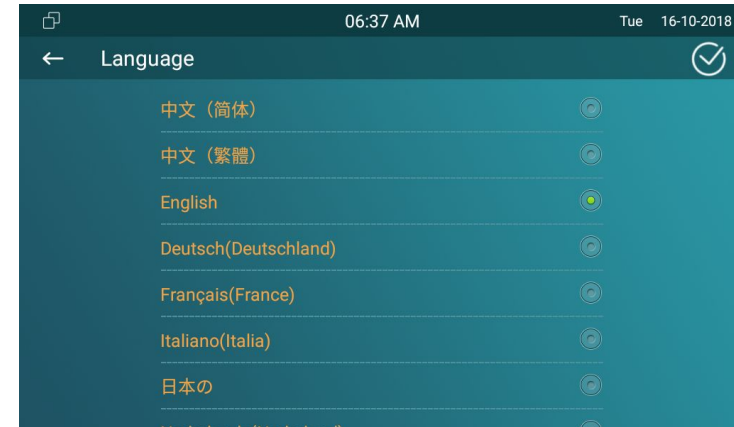 06:37 AM Tue 16-10-2018
Language
中文（简体）
中文（繁體）
English
Deutsch(Deutschland)
Français(France)
Italiano(Italia)
日本の